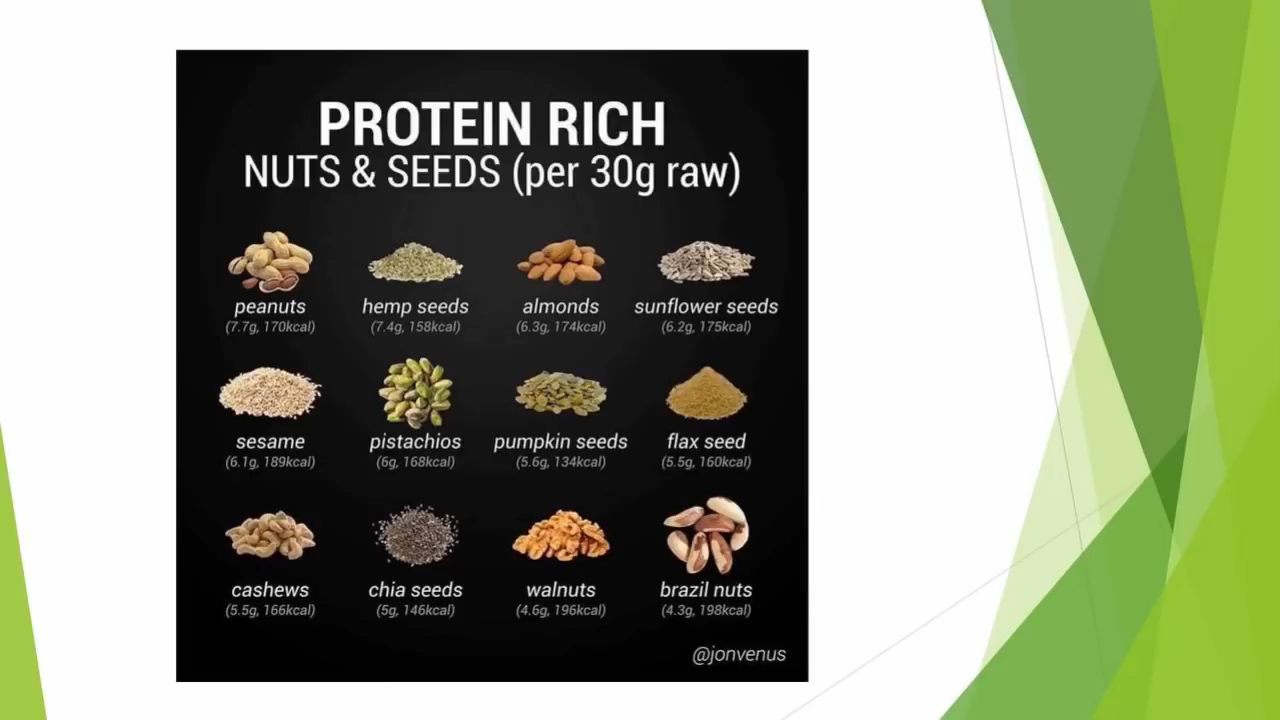 PROTEIN RICH
NUTS & SEEDS (per 30g raw)
peanuts hemp seeds almonds sunflower seeds
(7.7g, 170kcal) (7.4g, 158kcal) (6.3g, 174kcal) (6.2g, 175kcal)
sesame pistachios pumpkin seeds flax seed
(6.1g, 189kcal) (6g, 168kcal) (5.6g, 134kcal) (5.5g, 160kcal)
cashews chia seeds walnuts brazil nuts
(5.5g, 166kcal) (5g, 146kcal) (4.6g, 196kcal) (4.3g, 198kcal)
@jonvenus